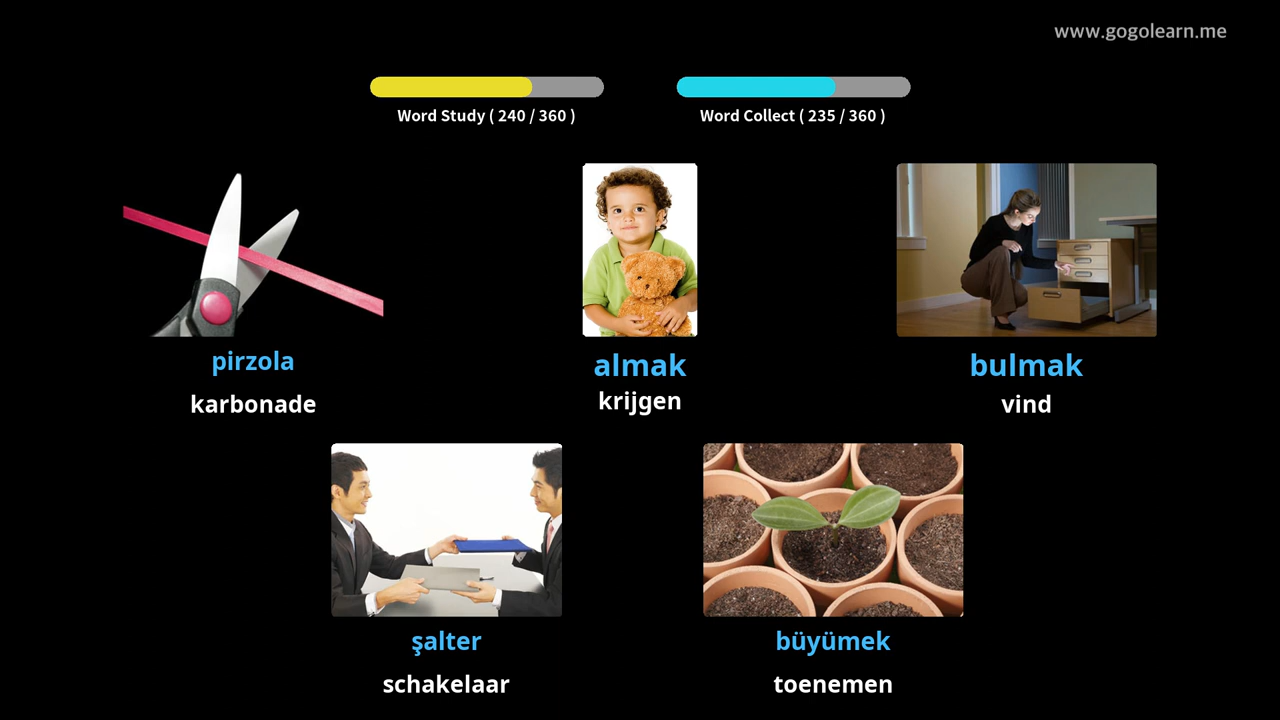 www.gogolearn.me
Word Study ( 240 / 360 )
Word Collect ( 235 / 360 )
pirzola
karbonade
almak
krijgen
bulmak
vind
şalter
schakelaar
büyümek
toenemen